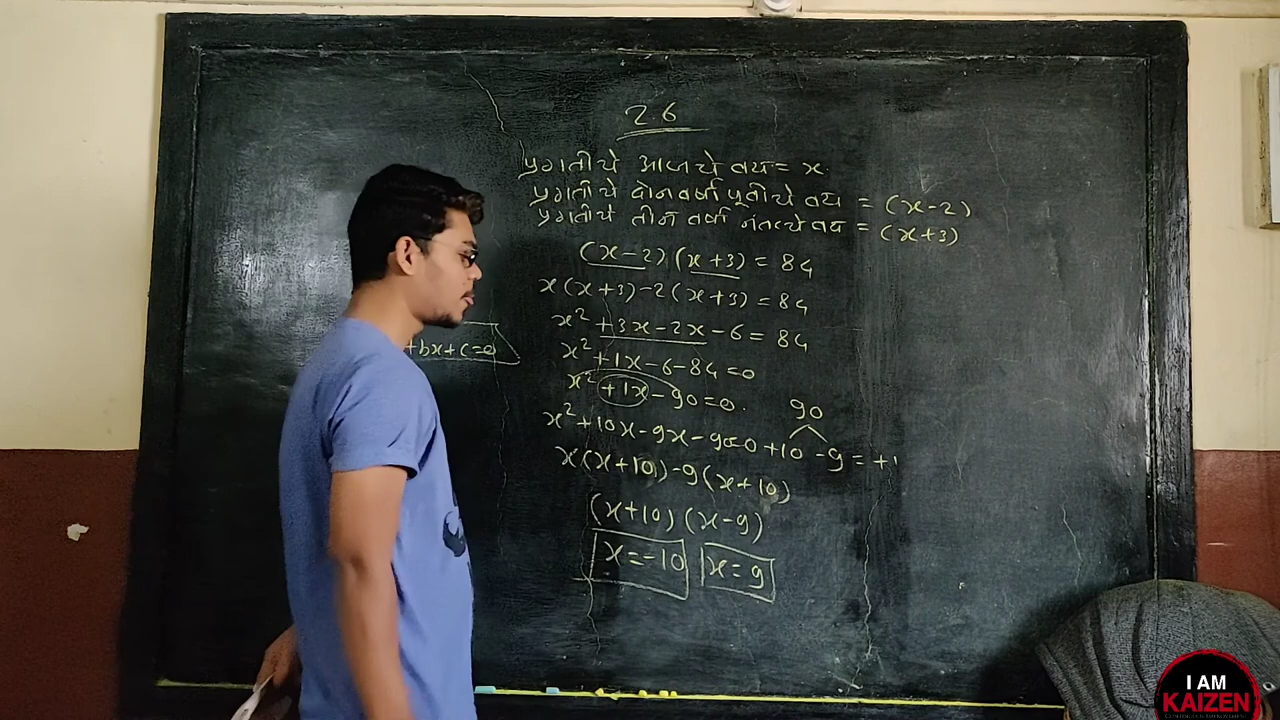 2.6
प्रगतीचे आजचे वय = x.
प्रगतीचे दोन वर्षा पूर्वीचे वय = (x-2)
प्रगतीचे तीन वर्षा नंतरचे वय = (x+3)
(x-2) (x+3) = 84
x(x+3)-2(x+3) = 84
x² +3x-2x-6 = 84
x²+1x-6-84=0
x² +1x-90=0.
x²+10x-9x-90=0
x(x+10)-9(x+10)
(x+10) (x-9)
x=-10 x=9
90
+10 -9 = +1
+bx+c=0
I AM
KAIZEN